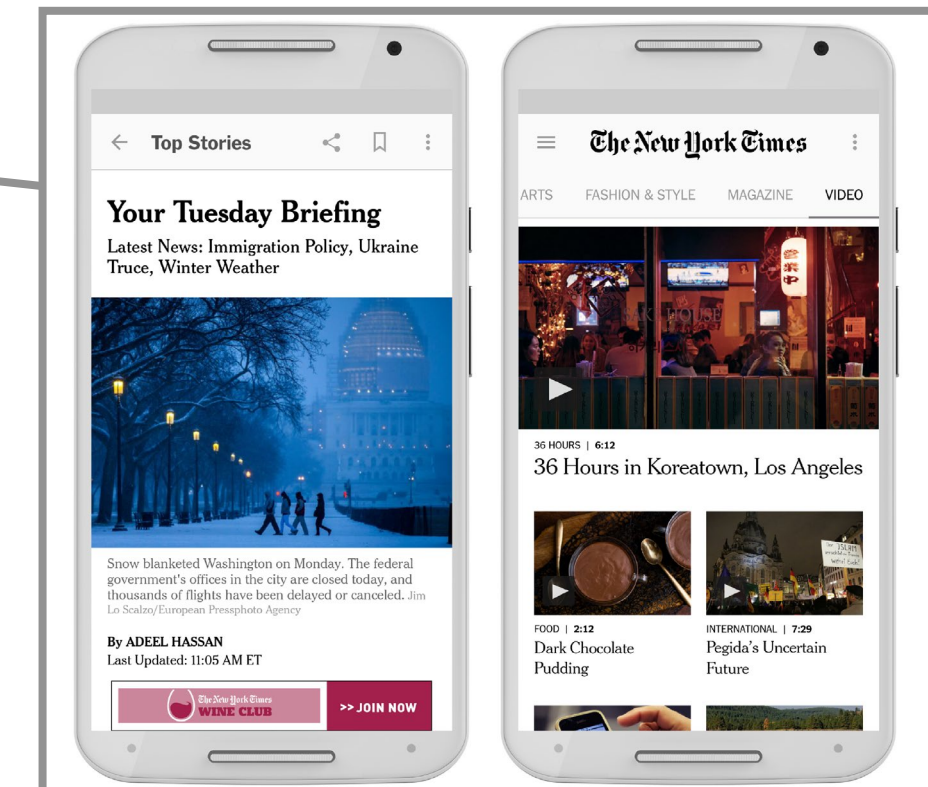 Top Stories
Your Tuesday Briefing
Latest News: Immigration Policy, Ukraine
Truce, Winter Weather
Snow blanketed Washington on Monday. The federal
government's offices in the city are closed today, and
thousands of flights have been delayed or canceled. Jim
Lo Scalzo/European Pressphoto Agency
By ADEEL HASSAN
Last Updated: 11:05 AM ET
The New York Times
WINE CLUB
>> JOIN NOW
The New York Times
ARTS FASHION & STYLE MAGAZINE VIDEO
HOUSE
36 HOURS | 6:12
36 Hours in Koreatown, Los Angeles
FOOD | 2:12
Dark Chocolate
Pudding
INTERNATIONAL | 7:29
Pegida's Uncertain
Future